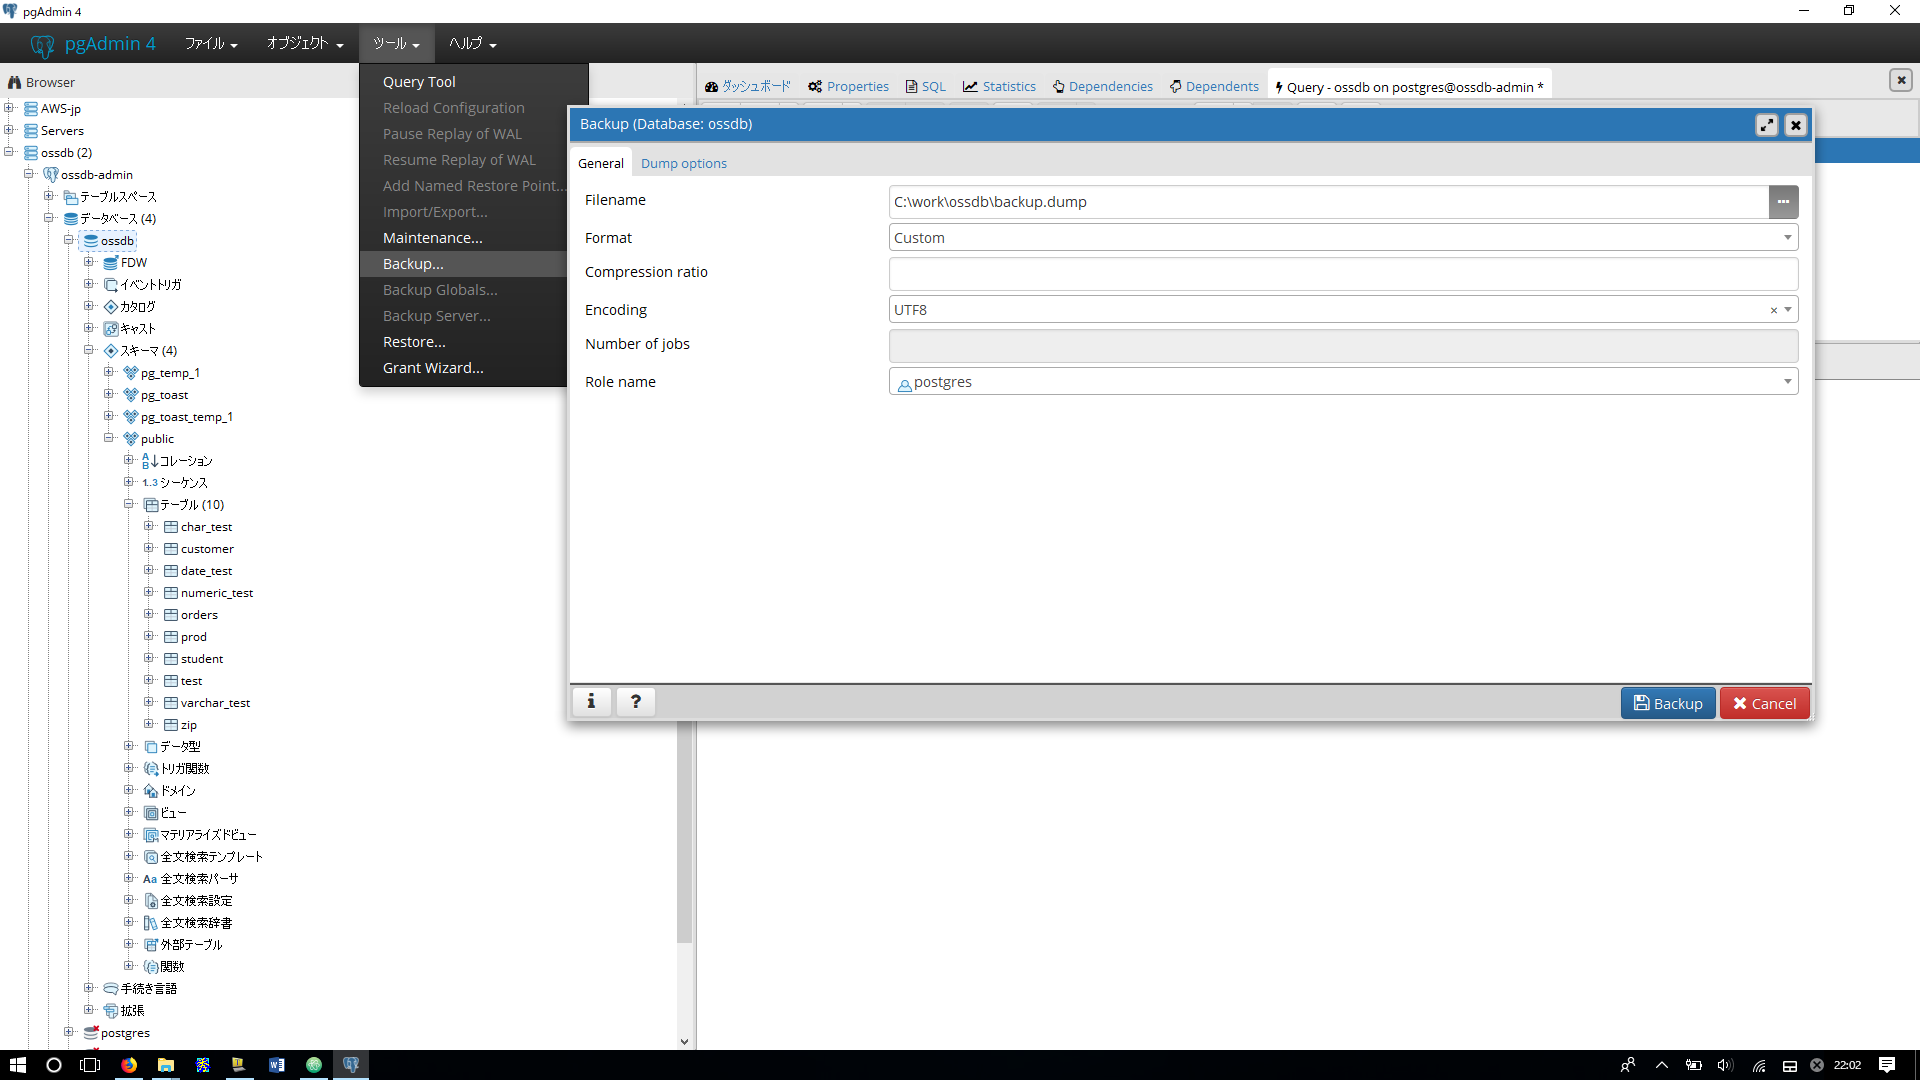 pgAdmin 4
pgAdmin 4 ファイル オブジェクト ツール ヘルプ
Browser
AWS-jp
Servers
ossdb (2)
ossdb-admin
テーブルスペース
データベース (4)
ossdb
FDW
イベントトリガ
カタログ
キャスト
スキーマ (4)
pg_temp_1
pg_toast
pg_toast_temp_1
public
コレーション
1..3 シーケンス
テーブル (10)
char_test
customer
date_test
numeric_test
orders
prod
student
test
varchar_test
zip
データ型
トリガ関数
ドメイン
ビュー
マテリアライズドビュー
全文検索テンプレート
Aa 全文検索パーサ
全文検索設定
全文検索辞書
外部テーブル
関数
手続き言語
拡張
postgres
Query Tool
Reload Configuration
Pause Replay of WAL
Resume Replay of WAL
Add Named Restore Point...
Import/Export...
Maintenance...
Backup...
Backup Globals...
Backup Server...
Restore...
Grant Wizard...
ダッシュボード Properties SQL Statistics Dependencies Dependents Query - ossdb on postgres@ossdb-admin *
Backup (Database: ossdb)
General Dump options
Filename C:\work\ossdb\backup.dump
Format Custom
Compression ratio
Encoding UTF8
Number of jobs
Role name postgres
Backup Cancel
22:02